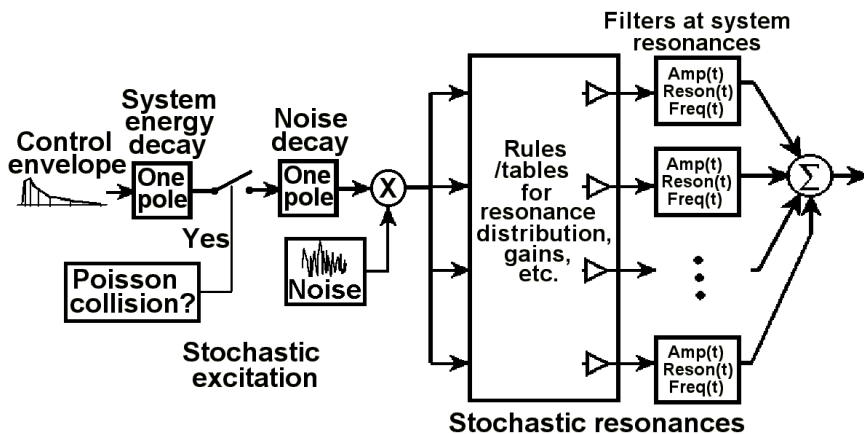 Filters at system
resonances
System
energy
decay
Noise
decay
Control
envelope
One
pole
One
pole
X
Yes
Poisson
collision?
Noise
Stochastic
excitation
Rules
/tables
for
resonance
distribution,
gains,
etc.
Amp(t)
Reson(t)
Freq(t)
Amp(t)
Reson(t)
Freq(t)
Amp(t)
Reson(t)
Freq(t)
Σ
Stochastic resonances